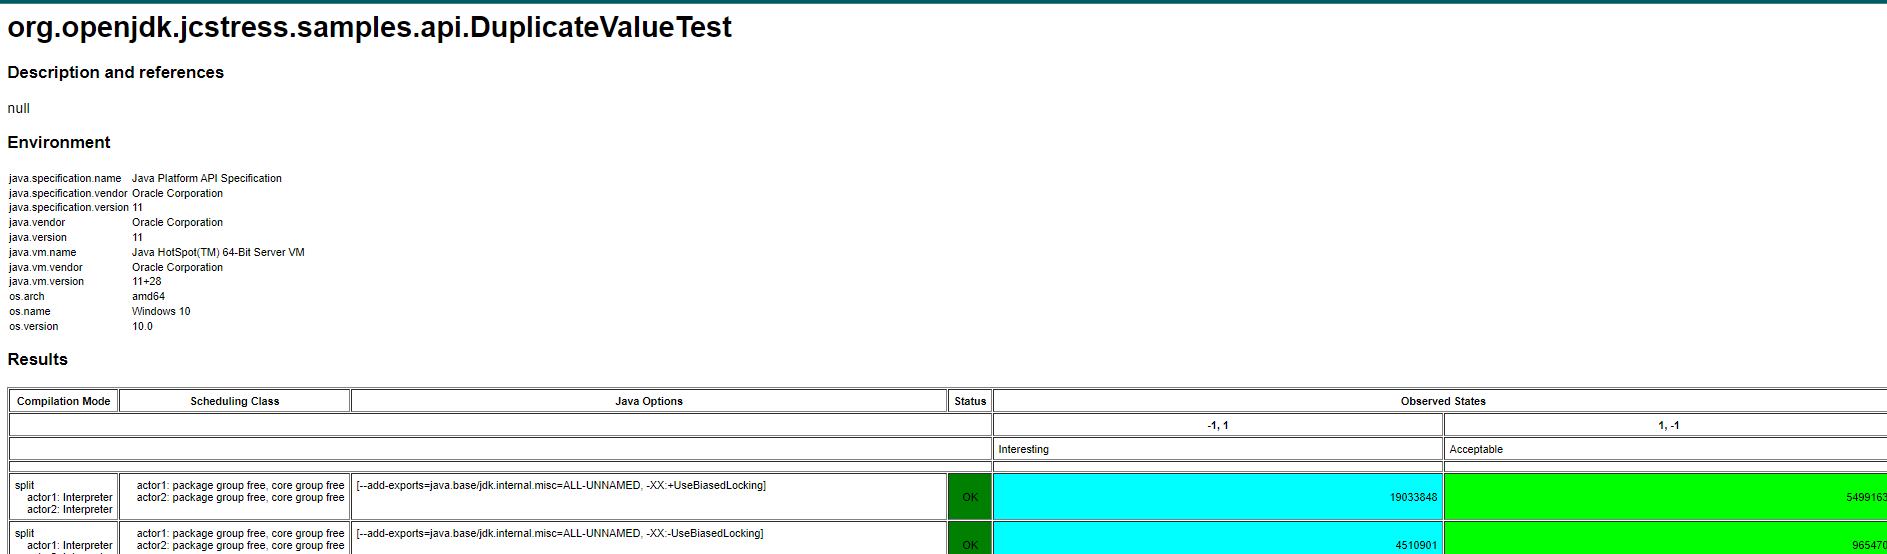 org.openjdk.jcstress.samples.api.DuplicateValueTest
Description and references
null
Environment
java.specification.name Java Platform API Specification
java.specification.vendor Oracle Corporation
java.specification.version 11
java.vendor Oracle Corporation
java.version 11
java.vm.name Java HotSpot(TM) 64-Bit Server VM
java.vm.vendor Oracle Corporation
java.vm.version 11+28
os.arch amd64
os.name Windows 10
os.version 10.0
Results
Compilation Mode Scheduling Class Java Options Status Observed States
-1, 1 1, -1
Interesting Acceptable
split actor1: package group free, core group free [--add-exports=java.base/jdk.internal.misc=ALL-UNNAMED, -XX:+UseBiasedLocking]
actor1: Interpreter actor2: package group free, core group free OK 19033848 5499163
actor2: Interpreter
split actor1: package group free, core group free [--add-exports=java.base/jdk.internal.misc=ALL-UNNAMED, -XX:-UseBiasedLocking]
actor1: Interpreter actor2: package group free, core group free OK 4510901 965470